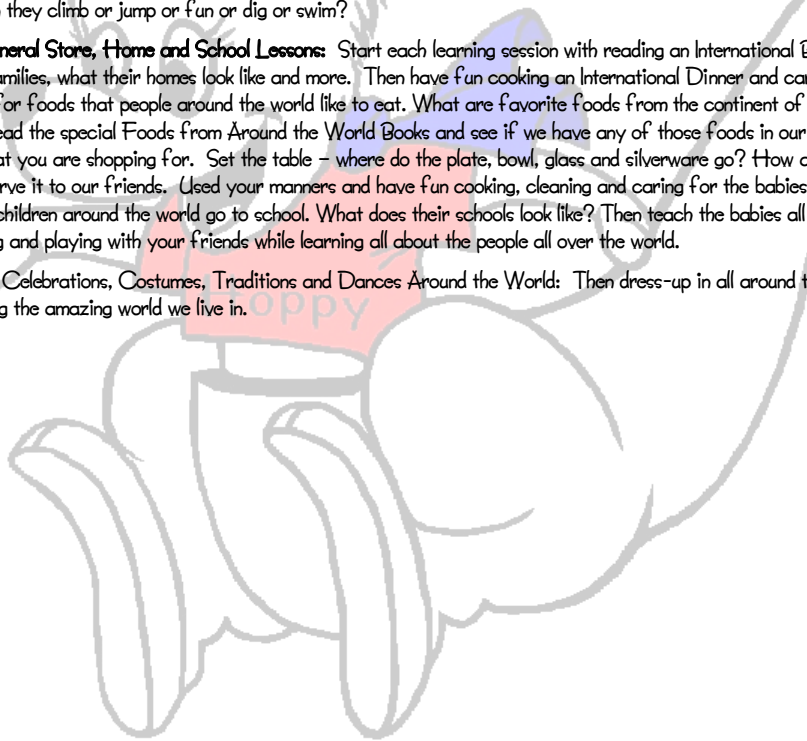 they climb or jump or fun or dig or swim?
neral Store, Home and School Lessons: Start each learning session with reading an International
amilies, what their homes look like and more. Then have fun cooking an International Dinner and
for foods that people around the world like to eat. What are favorite foods from the continent of
ead the special Foods from Around the World Books and see if we have any of those foods in our
at you are shopping for. Set the table – where do the plate, bowl, glass and silverware go? How
rve it to our friends. Used your manners and have fun cooking, cleaning and caring for the babies
children around the world go to school. What does their schools look like? Then teach the babies all
g and playing with your friends while learning all about the people all over the world.
Celebrations, Costumes, Traditions and Dances Around the World: Then dress-up in all around
g the amazing world we live in.
Hoppy